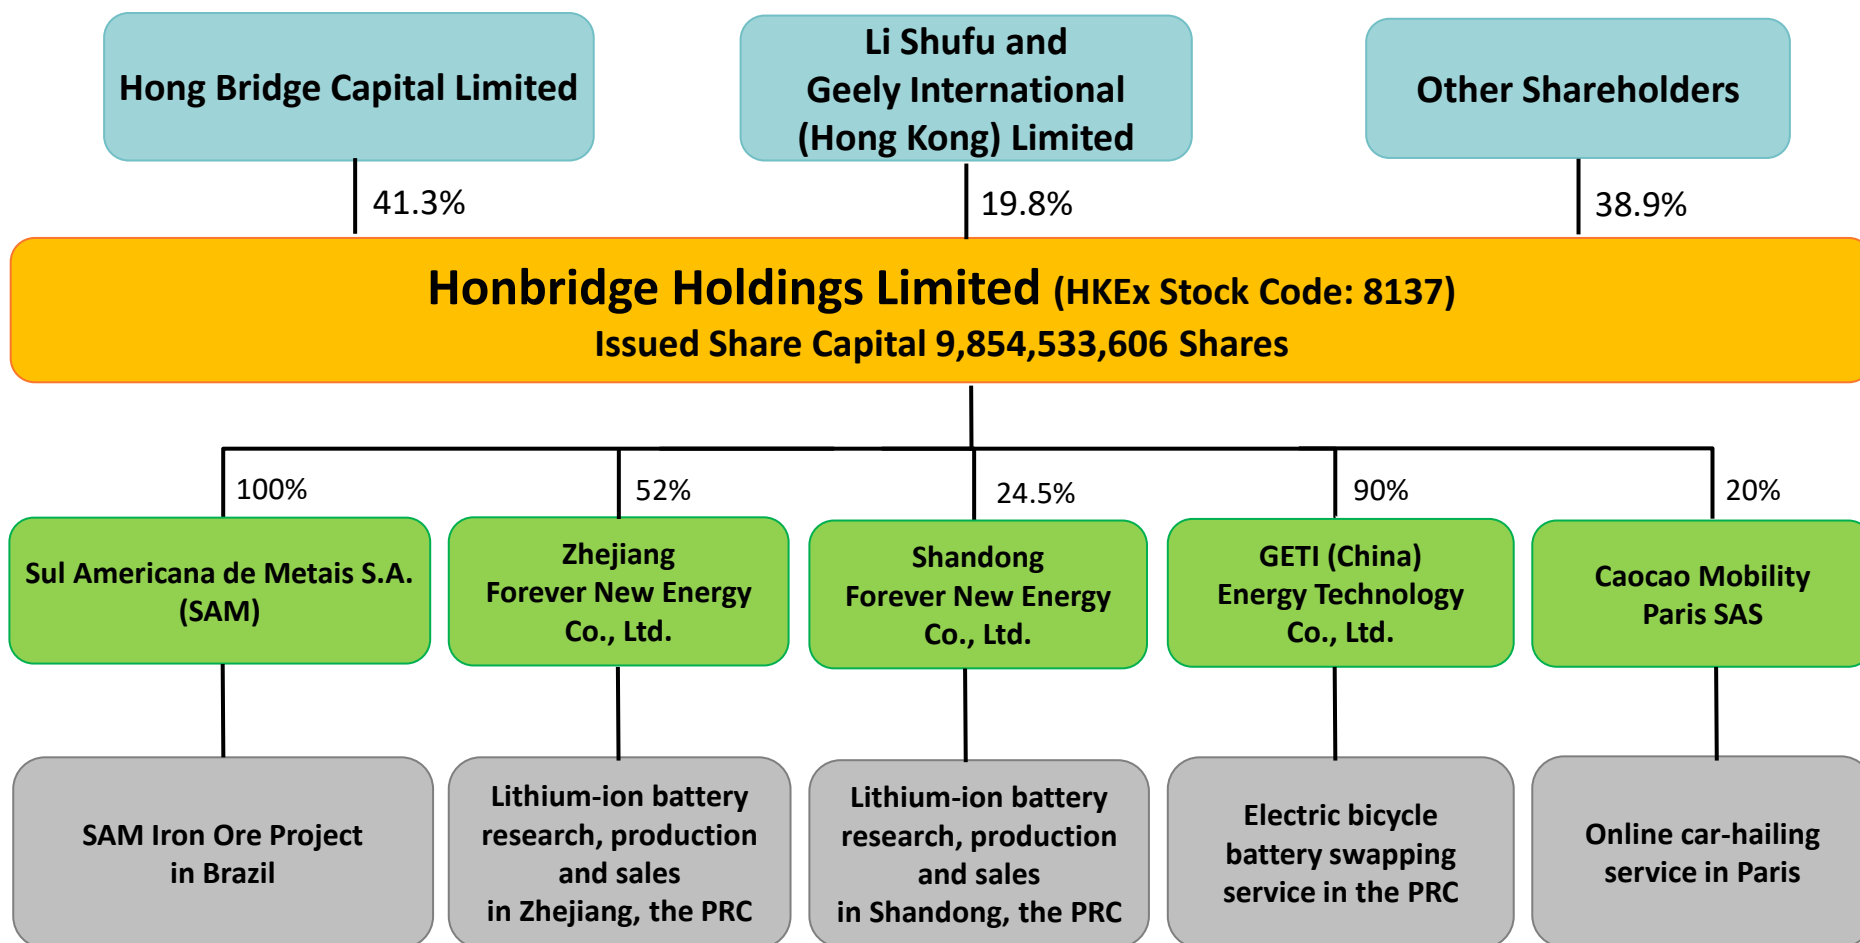 Hong Bridge Capital Limited
Li Shufu and
Geely International
(Hong Kong) Limited
Other Shareholders
41.3%
19.8%
38.9%
Honbridge Holdings Limited (HKEx Stock Code: 8137)
Issued Share Capital 9,854,533,606 Shares
100%
52%
24.5%
90%
20%
Sul Americana de Metais S.A.
(SAM)
Zhejiang
Forever New Energy
Co., Ltd.
Shandong
Forever New Energy
Co., Ltd.
GETI (China)
Energy Technology
Co., Ltd.
Caocao Mobility
Paris SAS
SAM Iron Ore Project
in Brazil
Lithium-ion battery
research, production
and sales
in Zhejiang, the PRC
Lithium-ion battery
research, production
and sales
in Shandong, the PRC
Electric bicycle
battery swapping
service in the PRC
Online car-hailing
service in Paris